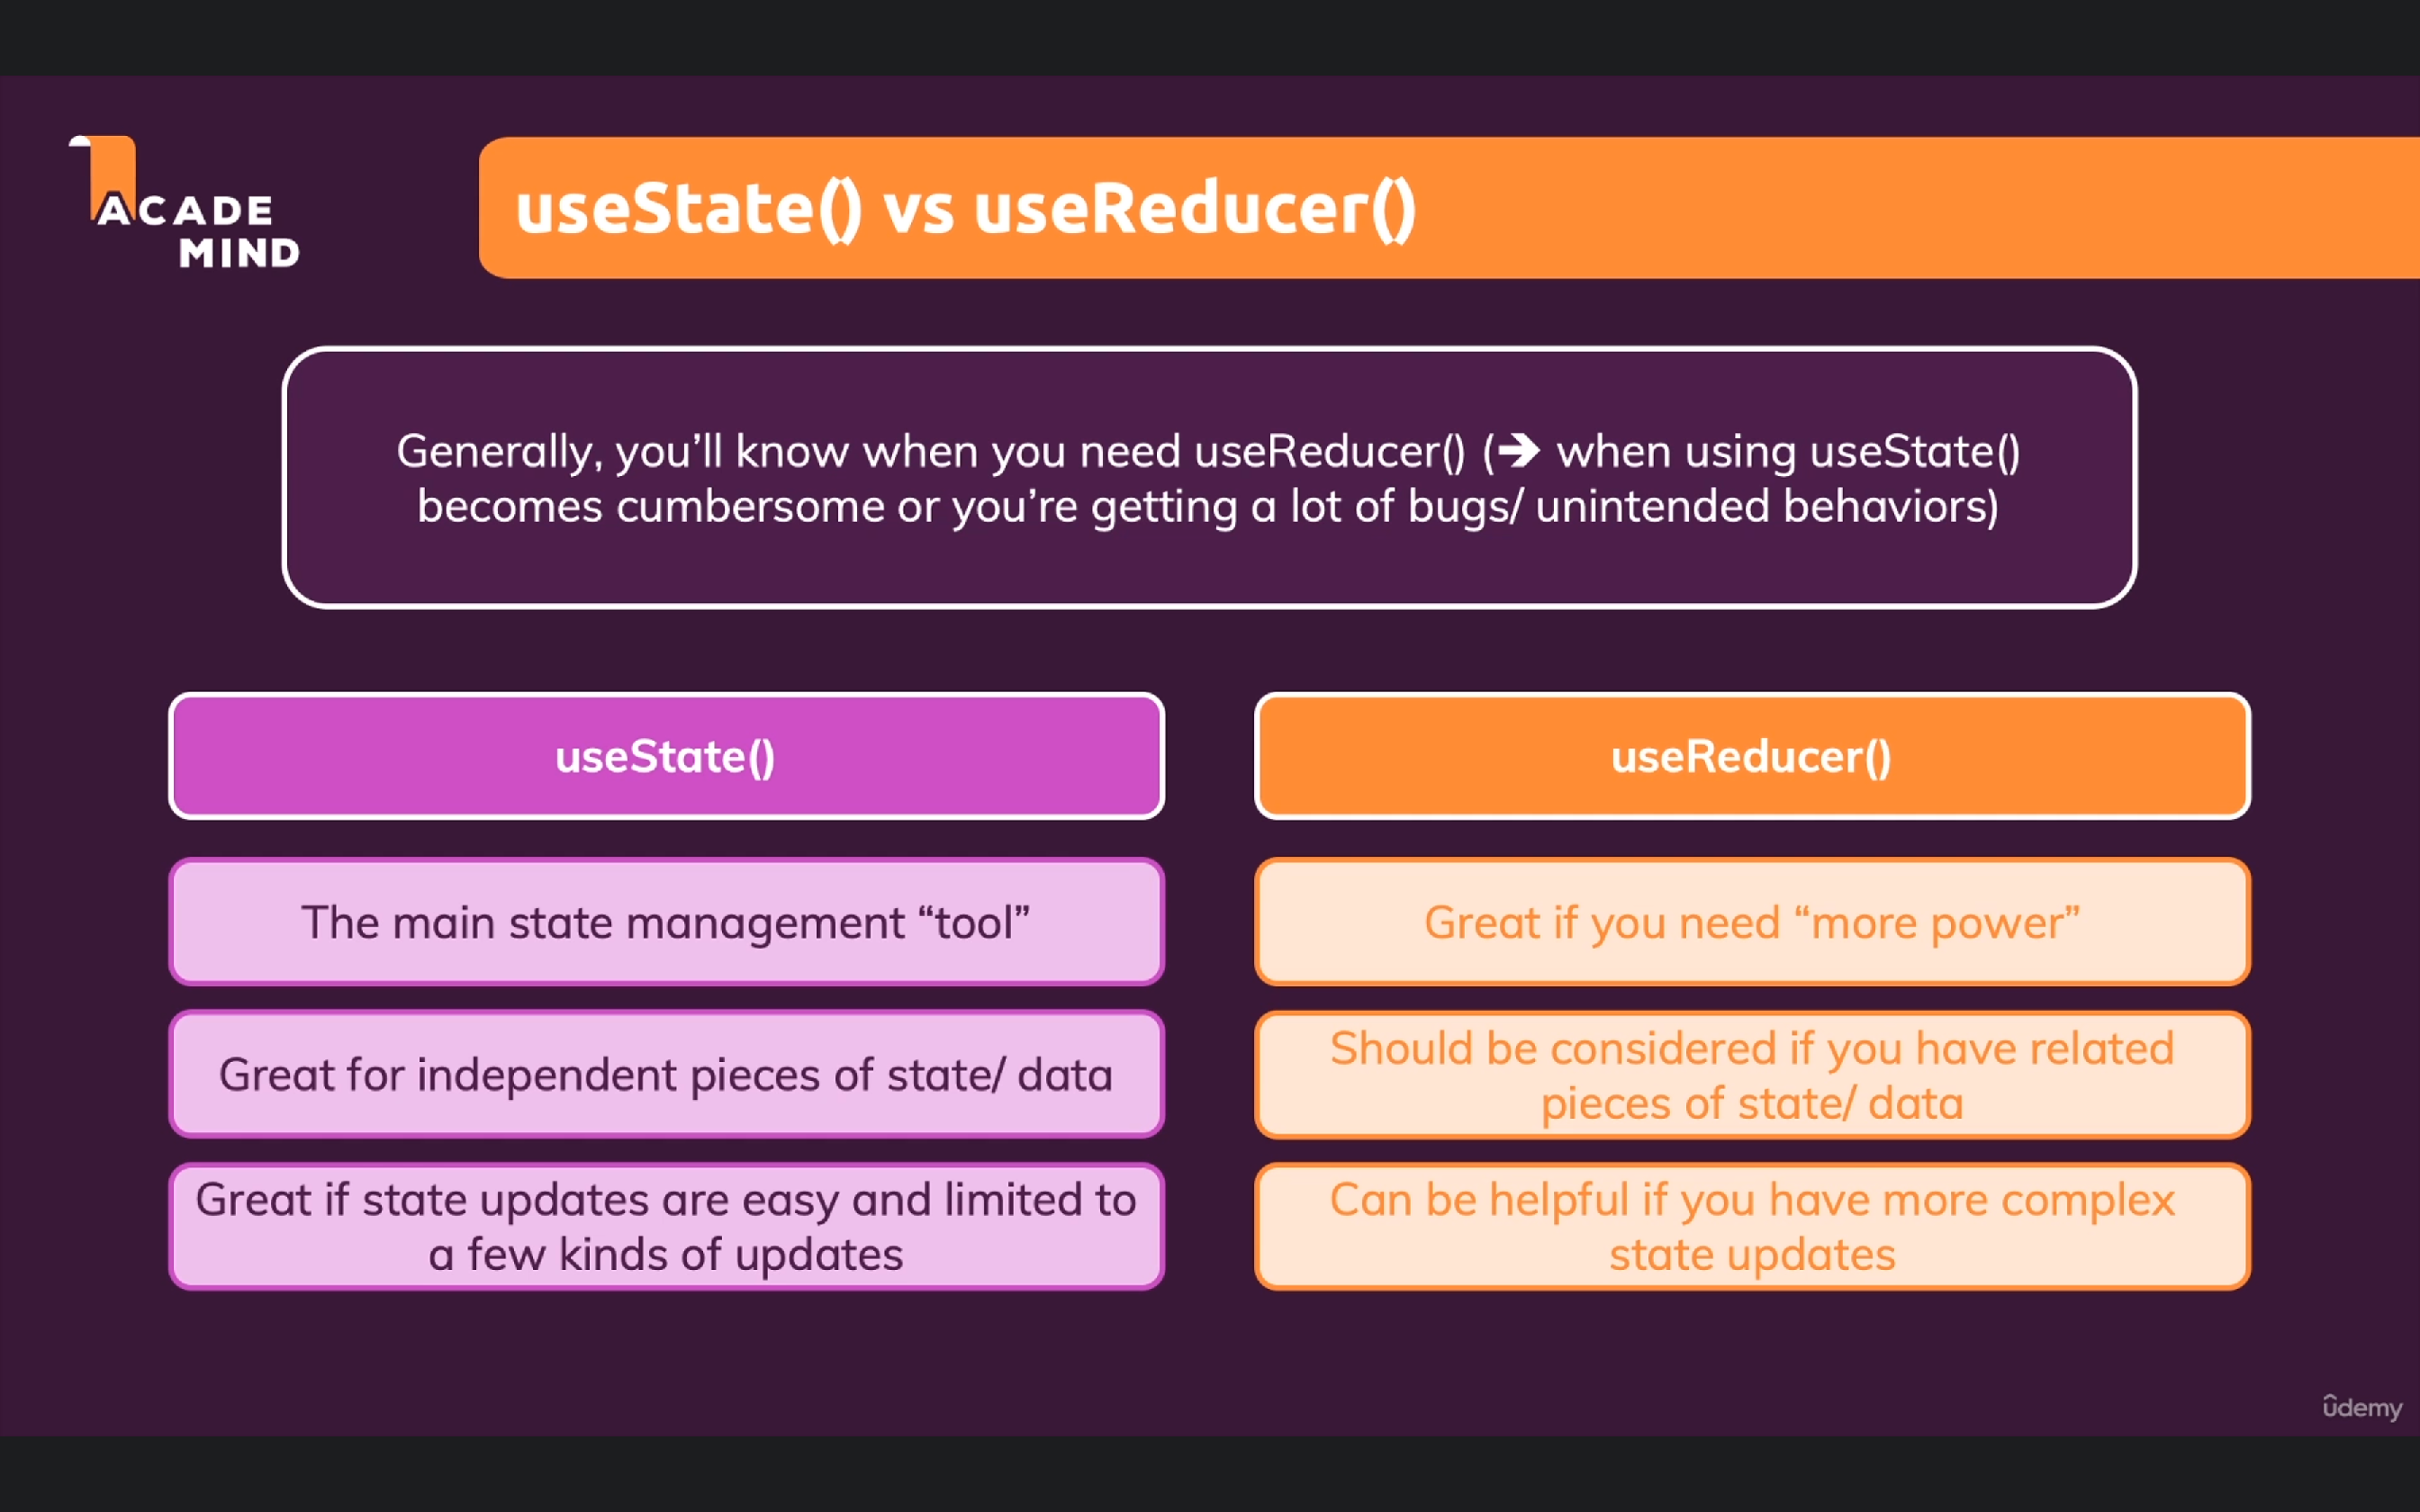 ACADE
MIND
useState() vs useReducer()
Generally, you’ll know when you need useReducer() (➔ when using useState()
becomes cumbersome or you’re getting a lot of bugs/ unintended behaviors)
useState()
useReducer()
The main state management “tool”
Great if you need “more power”
Great for independent pieces of state/ data
Should be considered if you have related
pieces of state/ data
Great if state updates are easy and limited to
a few kinds of updates
Can be helpful if you have more complex
state updates
ûdemy